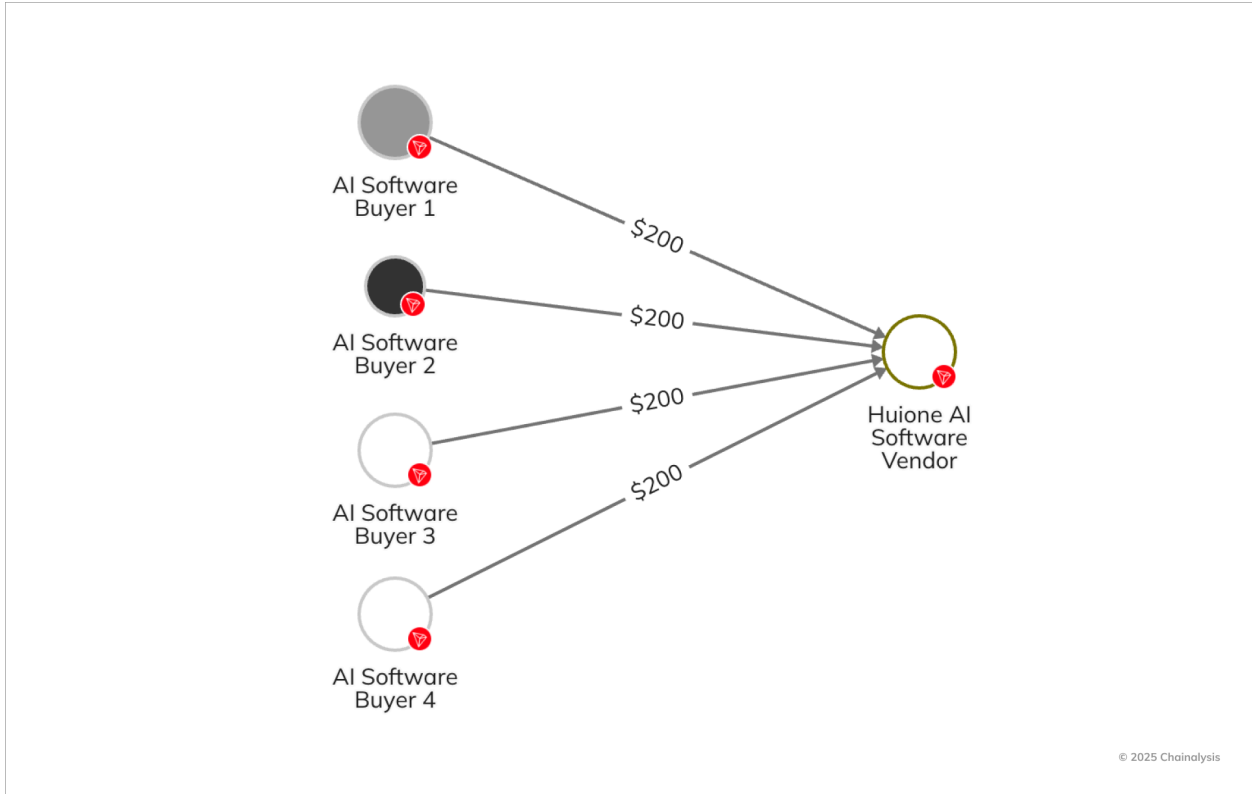 AI Software
Buyer 1
$200
AI Software
Buyer 2
$200
AI Software
Buyer 3
$200
AI Software
Buyer 4
$200
Huione AI
Software
Vendor
© 2025 Chainalysis